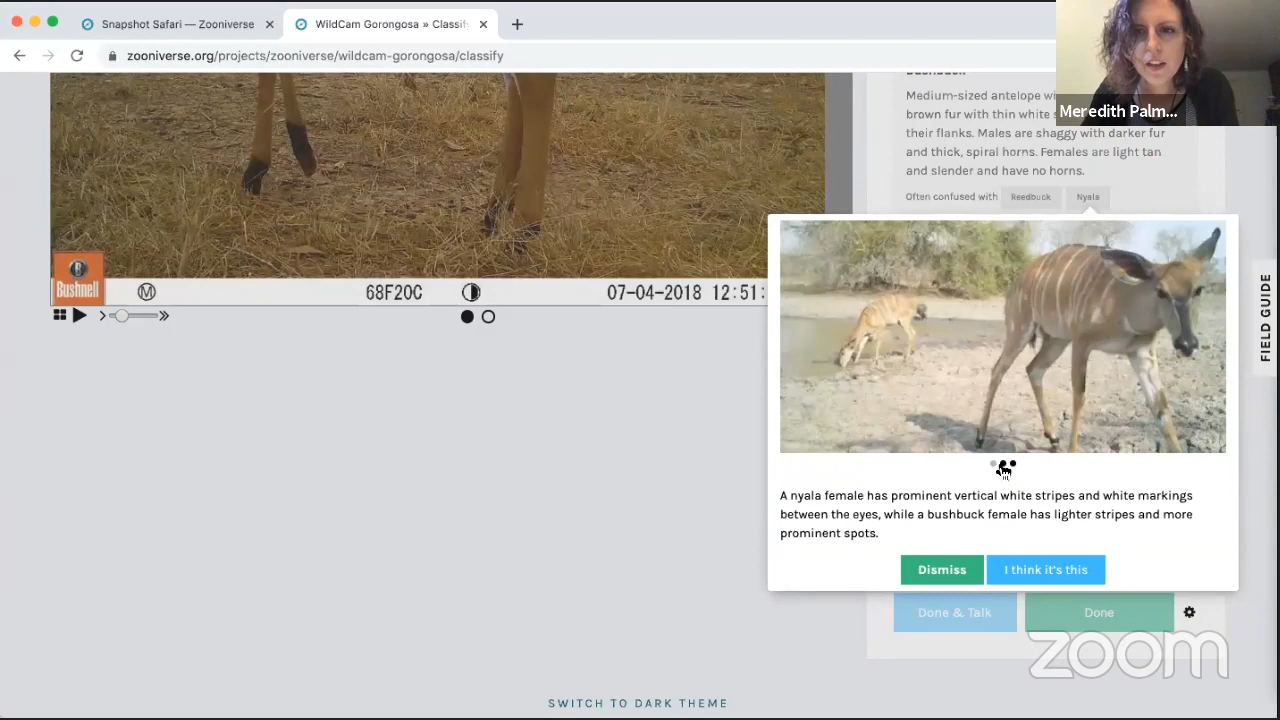 Snapshot Safari — Zooniverse
WildCam Gorongosa » Classif
zooniverse.org/projects/zooniverse/wildcam-gorongosa/classify
Meredith Palm...
Bushbuck
Medium-sized antelope wi
brown fur with thin white s
their flanks. Males are shaggy with darker fur
and thick, spiral horns. Females are light tan
and slender and have no horns.
Often confused with Reedbuck Nyala
Bushnell
M 68F20C 07-04-2018 12:51:
FIELD GUIDE
A nyala female has prominent vertical white stripes and white markings
between the eyes, while a bushbuck female has lighter stripes and more
prominent spots.
Dismiss I think it's this
Done & Talk Done
zoom
SWITCH TO DARK THEME